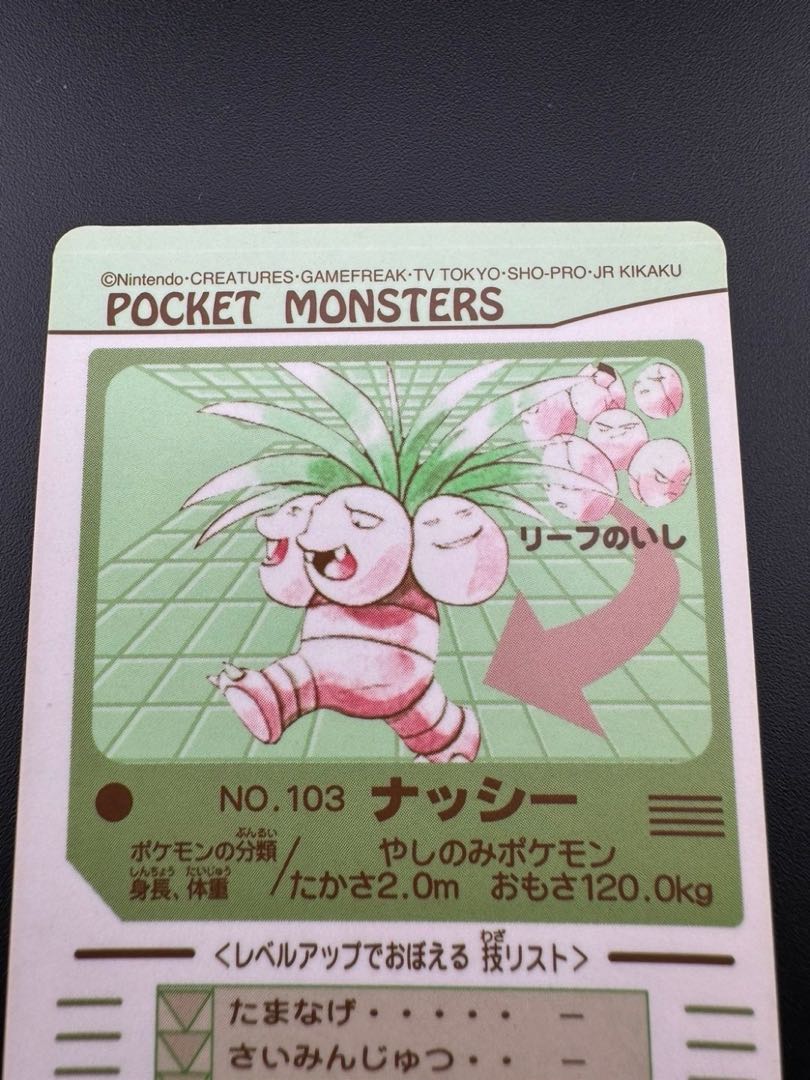 ©Nintendo・CREATURES・GAMEFREAK・TV TOKYO・SHO-PRO・JR KIKAKU
POCKET MONSTERS
リーフのいし
NO.103 ナッシー
ぶんるい
ポケモンの分類/やしのみポケモン
しんちょう たいじゅう
身長、体重 たかさ2.0m おもさ120.0kg
わざ
<レベルアップでおぼえる 技リスト>
たまなげ・・・・・ －
さいみんじゅつ・・ －